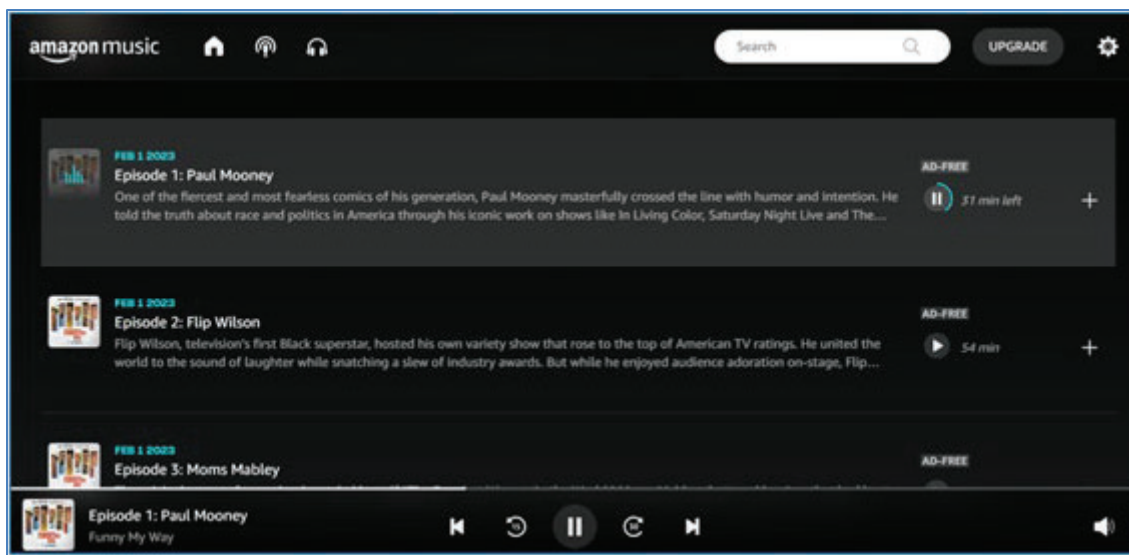 amazon music
Search
UPGRADE
FEB 1 2023
Episode 1: Paul Mooney
One of the fiercest and most fearless comics of his generation, Paul Mooney masterfully crossed the line with humor and intention. He
told the truth about race and politics in America through his iconic work on shows like In Living Color, Saturday Night Live and The...
AD-FREE
51 min left
FEB 1 2023
Episode 2: Flip Wilson
Flip Wilson, television's first Black superstar, hosted his own variety show that rose to the top of American TV ratings. He united the
world to the sound of laughter while snatching a slew of industry awards. But while he enjoyed audience adoration on-stage, Flip...
AD-FREE
54 min
FEB 1 2023
Episode 3: Moms Mabley
AD-FREE
Episode 1: Paul Mooney
Funny My Way
15